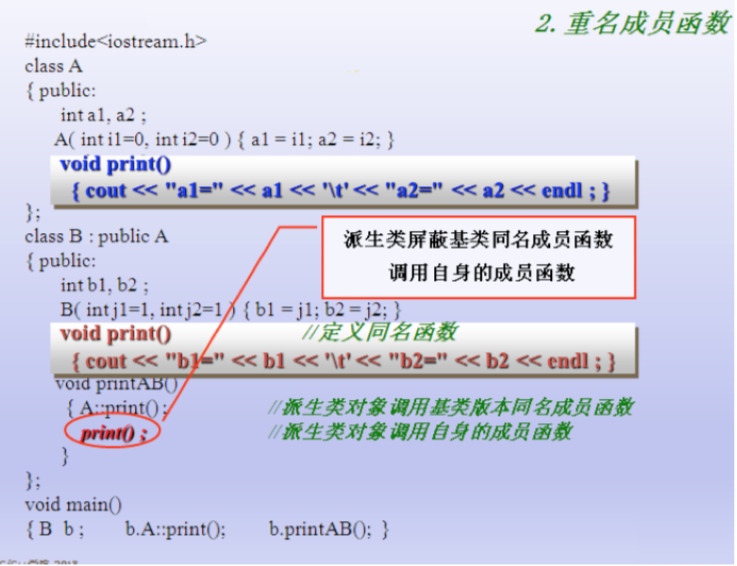 2. 重名成员函数
#include<iostream.h>
class A
{ public:
int a1, a2 ;
A( int i1=0, int i2=0 ) { a1 = i1; a2 = i2; }
void print()
{ cout << "a1=" << a1 << '\t' << "a2=" << a2 << endl ; }
};
class B : public A
{ public:
int b1, b2 ;
B( int j1=1, int j2=1 ) { b1 = j1; b2 = j2; }
void print() //定义同名函数
{ cout << "b1=" << b1 << '\t' << "b2=" << b2 << endl ; }
void printAB()
{ A::print() ; //派生类对象调用基类版本同名成员函数
print() ; //派生类对象调用自身的成员函数
}
};
void main()
{ B b ; b.A::print(); b.printAB(); }
派生类屏蔽基类同名成员函数
调用自身的成员函数